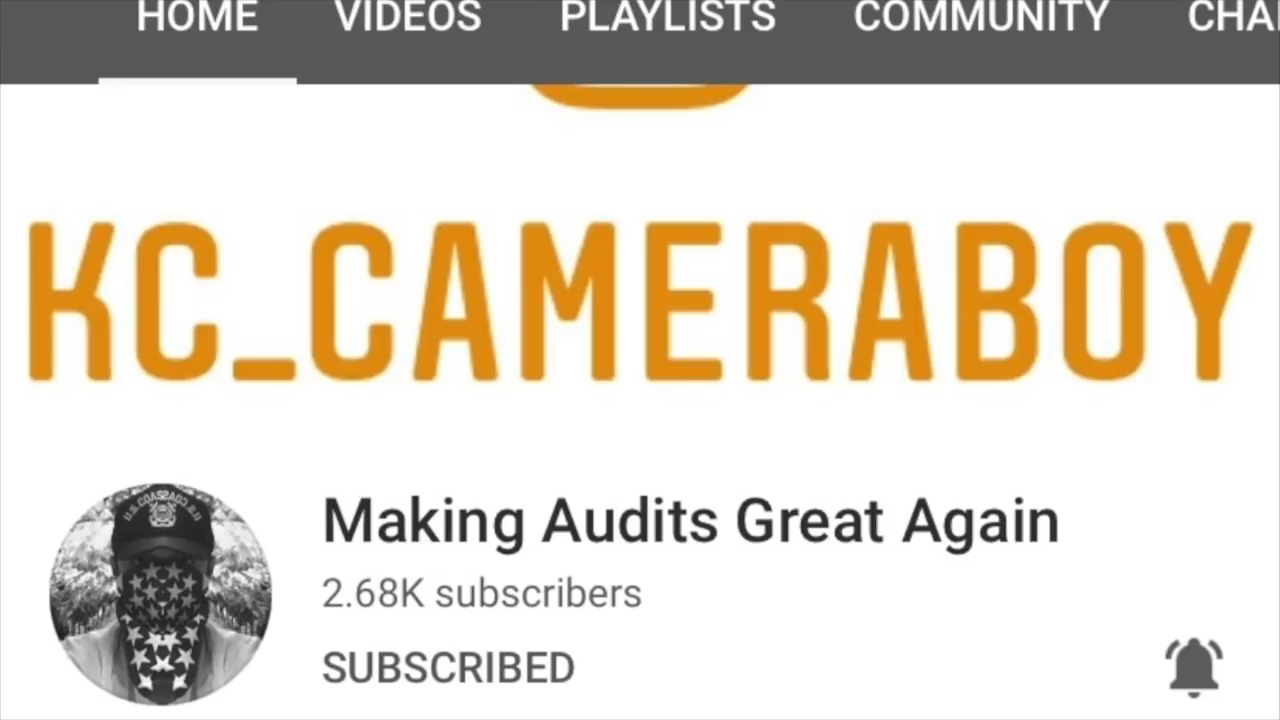 HOME VIDEOS PLAYLISTS COMMUNITY
KC_CAMERABOY
Making Audits Great Again
2.68K subscribers
SUBSCRIBED